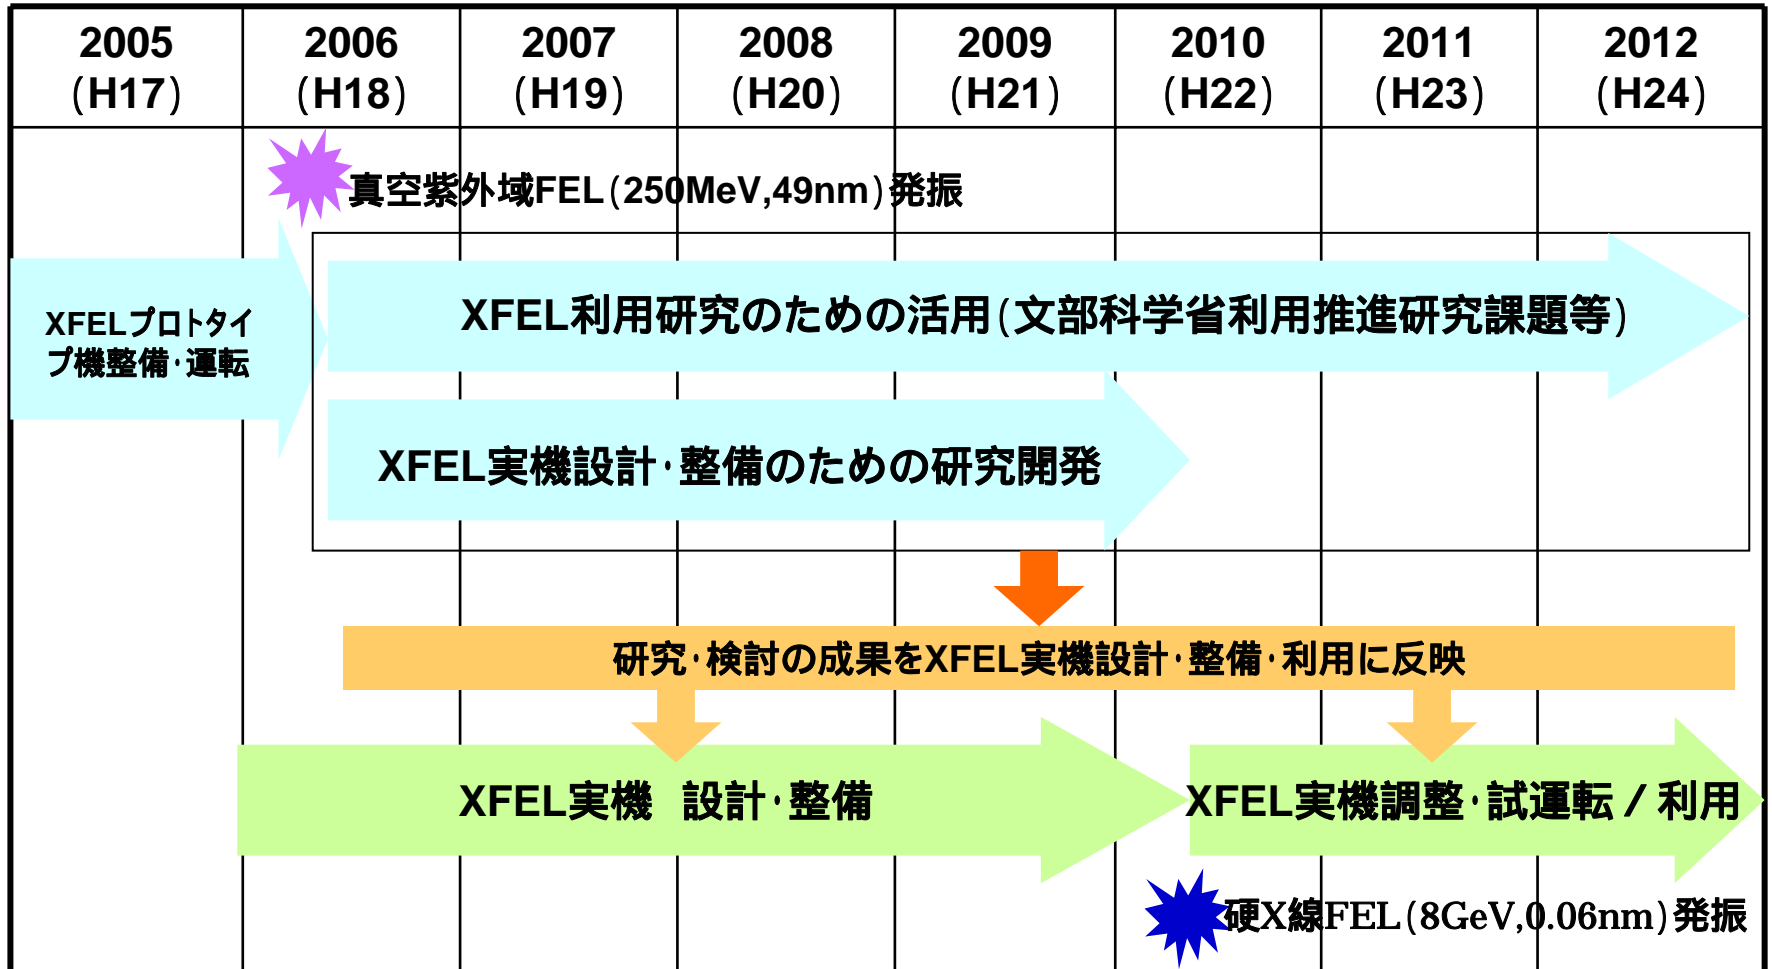 2005 2006 2007 2008 2009 2010 2011 2012
(H17) (H18) (H19) (H20) (H21) (H22) (H23) (H24)
真空紫外域FEL(250MeV,49nm)発振
XFELプロトタイ
プ機整備・運転
XFEL利用研究のための活用(文部科学省利用推進研究課題等)
XFEL実機設計・整備のための研究開発
研究・検討の成果をXFEL実機設計・整備・利用に反映
XFEL実機 設計・整備
XFEL実機調整・試運転/利用
硬X線FEL(8GeV,0.06nm)発振